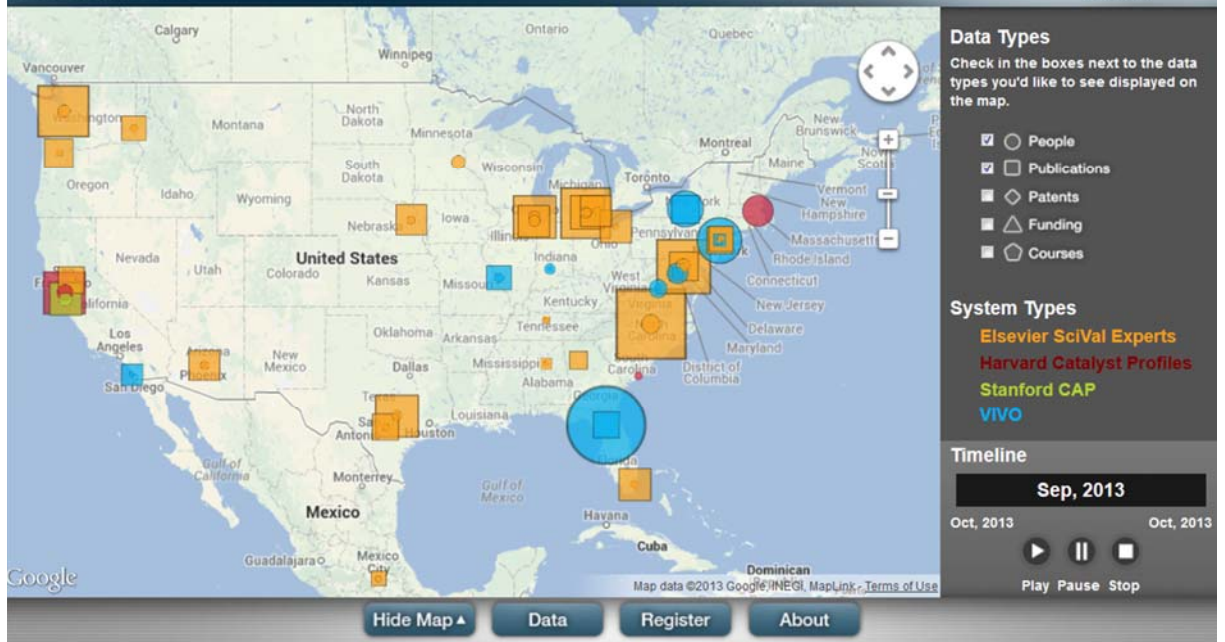 Calgary
Ontario
Quebec
Winnipeg
Vancouver
Washington
North Dakota
Montana
Minnesota
Montreal
New Brunswick
Nova Scotia
Maine
South Dakota
Wisconsin
Michigan
Toronto
Vermont
New Hampshire
Oregon
Idaho
Wyoming
Iowa
Nebraska
Illinois
Ohio
Pennsylvania
Massachusetts
Rhode Island
Connecticut
United States
Nevada
Utah
Colorado
Kansas
Missouri
Indiana
West Virginia
New Jersey
Kentucky
Virginia
Delaware
Maryland
District of Columbia
California
Los Angeles
Oklahoma
Arkansas
Tennessee
North Carolina
Arizona
Phoenix
New Mexico
Dallas
Mississippi
Alabama
South Carolina
San Diego
Georgia
Texas
Louisiana
San Antonio
Houston
Gulf of California
Florida
Monterrey
Gulf of Mexico
Mexico
Havana
Cuba
Guadalajara
Mexico City
Dominican
Google
Map data ©2013 Google, INEGI, MapLink - Terms of Use
Data Types
Check in the boxes next to the data
types you'd like to see displayed on
the map.
People
Publications
Patents
Funding
Courses
System Types
Elsevier SciVal Experts
Harvard Catalyst Profiles
Stanford CAP
VIVO
Timeline
Sep, 2013
Oct, 2013 Oct, 2013
Play Pause Stop
Hide Map Data Register About